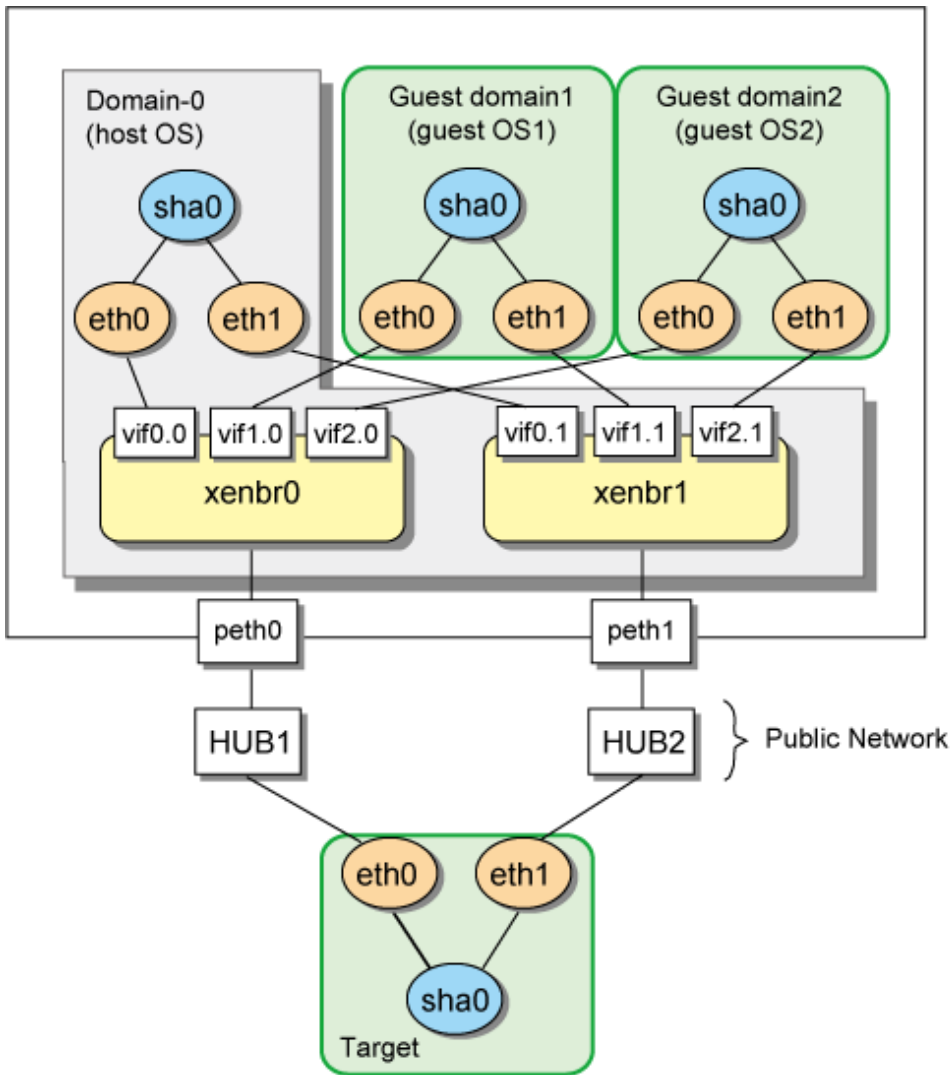 Domain-0
(host OS)
Guest domain1
(guest OS1)
Guest domain2
(guest OS2)
sha0
sha0
sha0
eth0
eth1
eth0
eth1
eth0
eth1
vif0.0
vif1.0
vif2.0
vif0.1
vif1.1
vif2.1
xenbr0
xenbr1
peth0
peth1
HUB1
HUB2
Public Network
eth0
eth1
sha0
Target